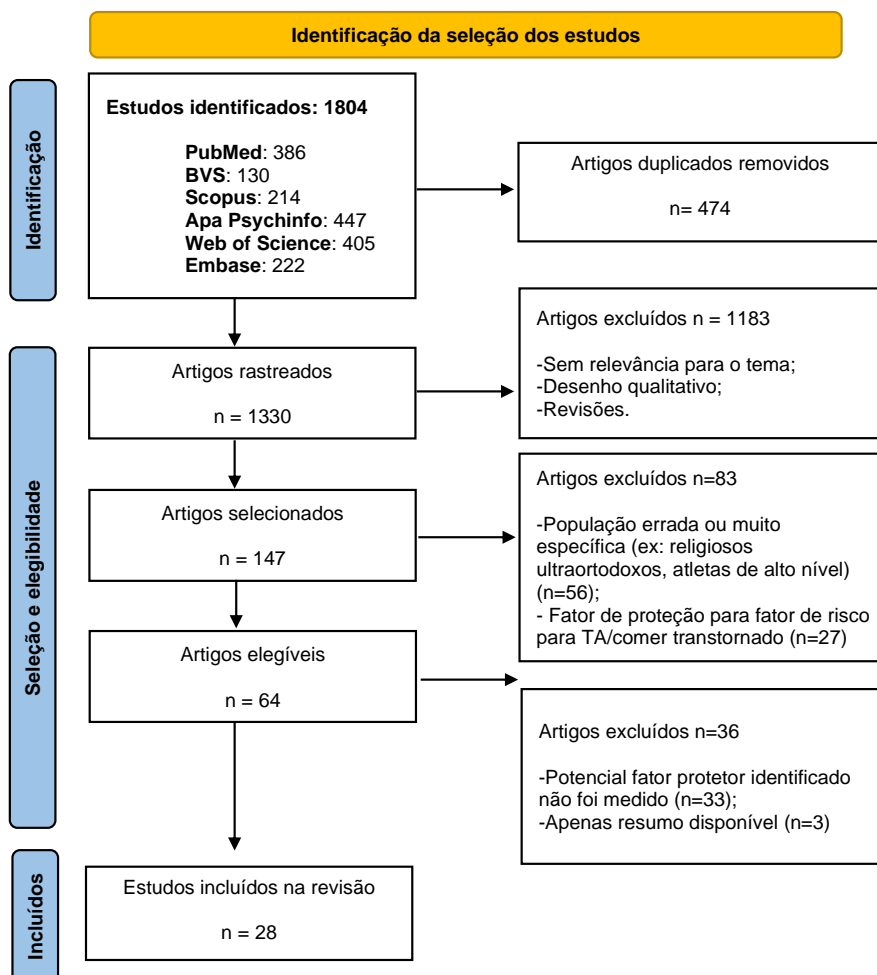 Identificação da seleção dos estudos
Identificação
Estudos identificados: 1804
PubMed: 386
BVS: 130
Scopus: 214
Apa Psychinfo: 447
Web of Science: 405
Embase: 222
Artigos duplicados removidos
n= 474
Seleção e elegibilidade
Artigos rastreados
n = 1330
Artigos excluídos n = 1183
-Sem relevância para o tema;
-Desenho qualitativo;
-Revisões.
Artigos selecionados
n = 147
Artigos excluídos n=83
-População errada ou muito
específica (ex: religiosos
ultraortodoxos, atletas de alto nível)
(n=56);
- Fator de proteção para fator de risco
para TA/comer transtornado (n=27)
Artigos elegíveis
n = 64
Artigos excluídos n=36
-Potencial fator protetor identificado
não foi medido (n=33);
-Apenas resumo disponível (n=3)
Incluídos
Estudos incluídos na revisão
n = 28